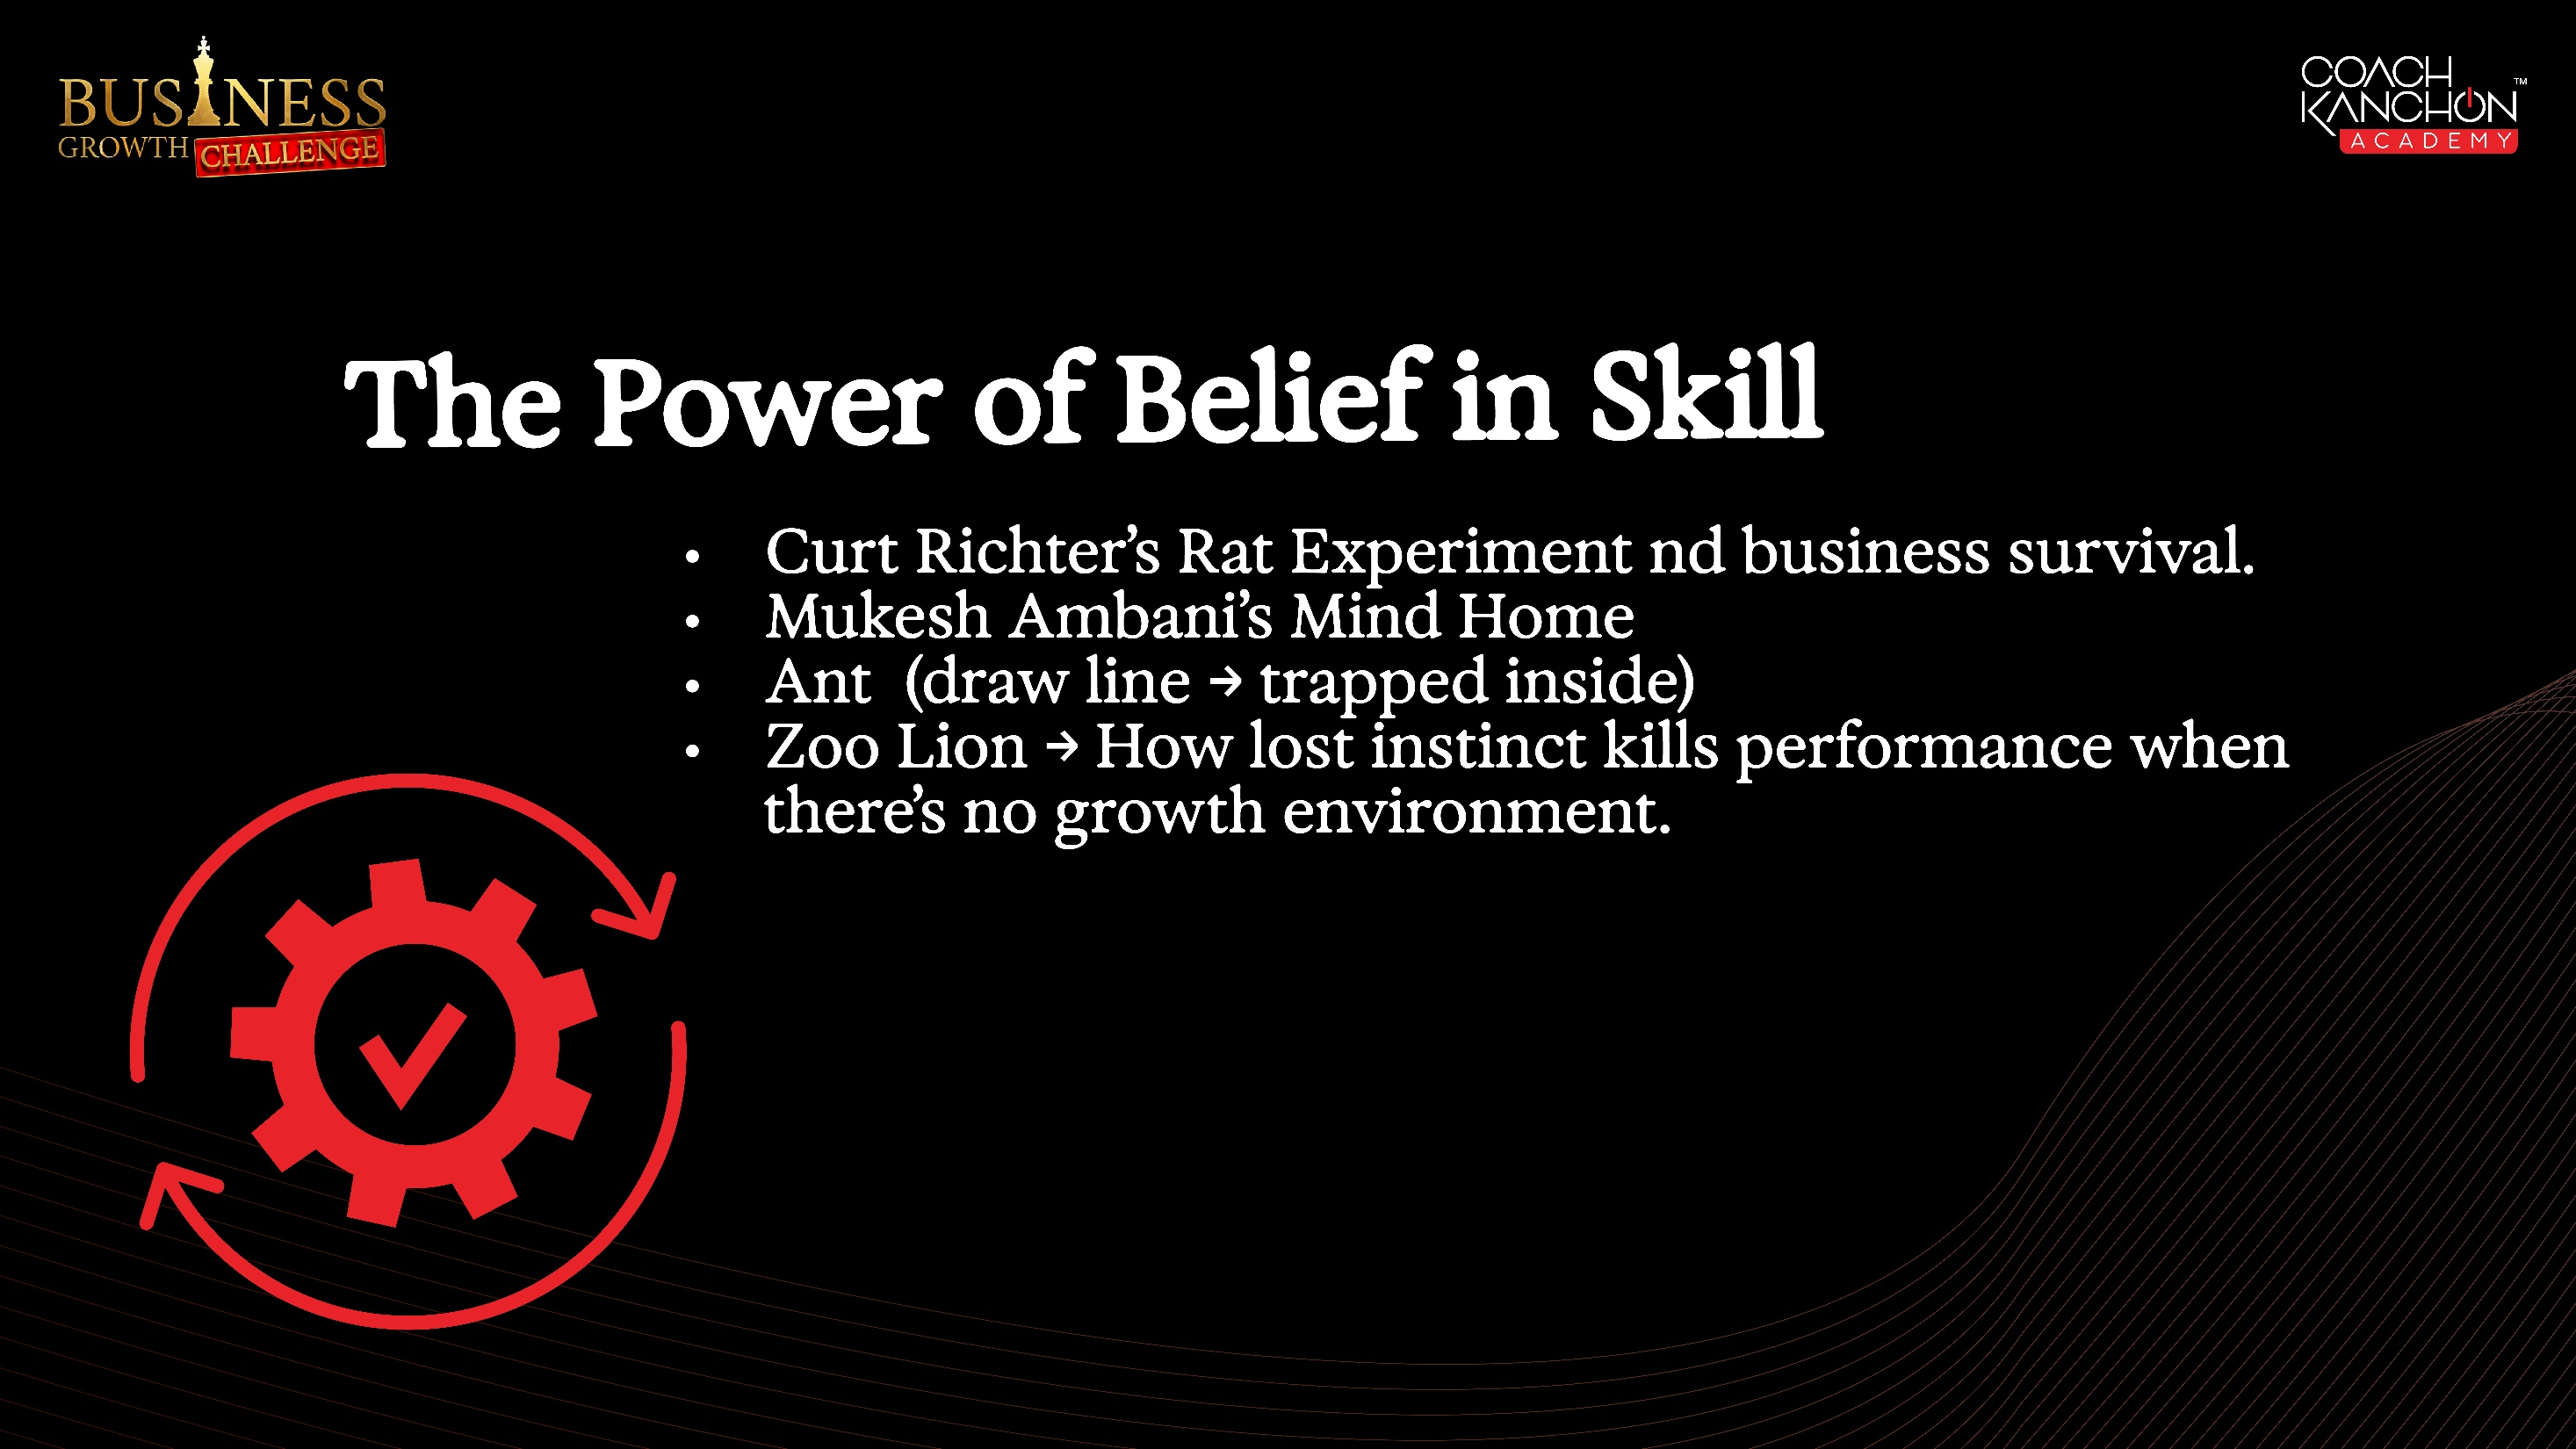 BUSINESS
GROWTH CHALLENGE
COACH
KANCHON
™
ACADEMY
The Power of Belief in Skill
• Curt Richter’s Rat Experiment nd business survival.
• Mukesh Ambani’s Mind Home
• Ant (draw line → trapped inside)
• Zoo Lion → How lost instinct kills performance when
there’s no growth environment.